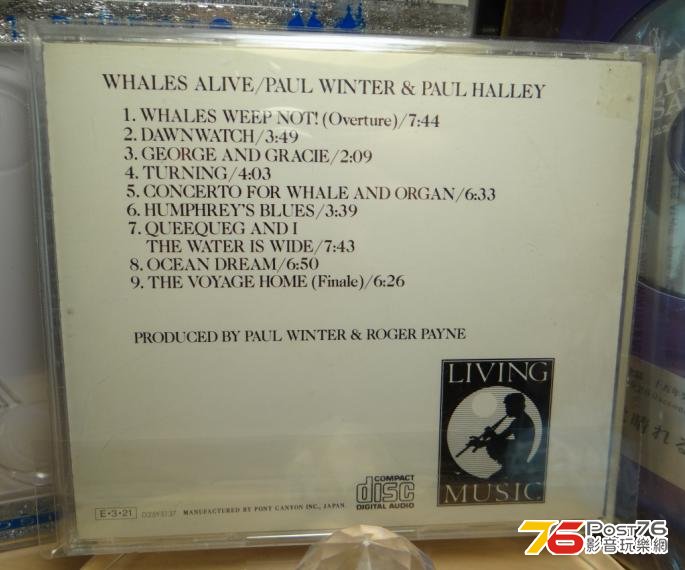 WHALES ALIVE/PAUL WINTER & PAUL HALLEY
1. WHALES WEEP NOT! (Overture)/7:44
2. DAWNWATCH/3:49
3. GEORGE AND GRACIE/2:09
4. TURNING/4:03
5. CONCERTO FOR WHALE AND ORGAN/6:33
6. HUMPHREY'S BLUES/3:39
7. QUEEQUEG AND I
THE WATER IS WIDE/7:43
8. OCEAN DREAM/6:50
9. THE VOYAGE HOME (Finale)/6:26
PRODUCED BY PAUL WINTER & ROGER PAYNE
LIVING
MUSIC
COMPACT
disc
DIGITAL AUDIO
E•3•21 MANUFACTURED BY PONY CANYON INC., JAPAN.
晴れる
76 Post76
影音玩樂網